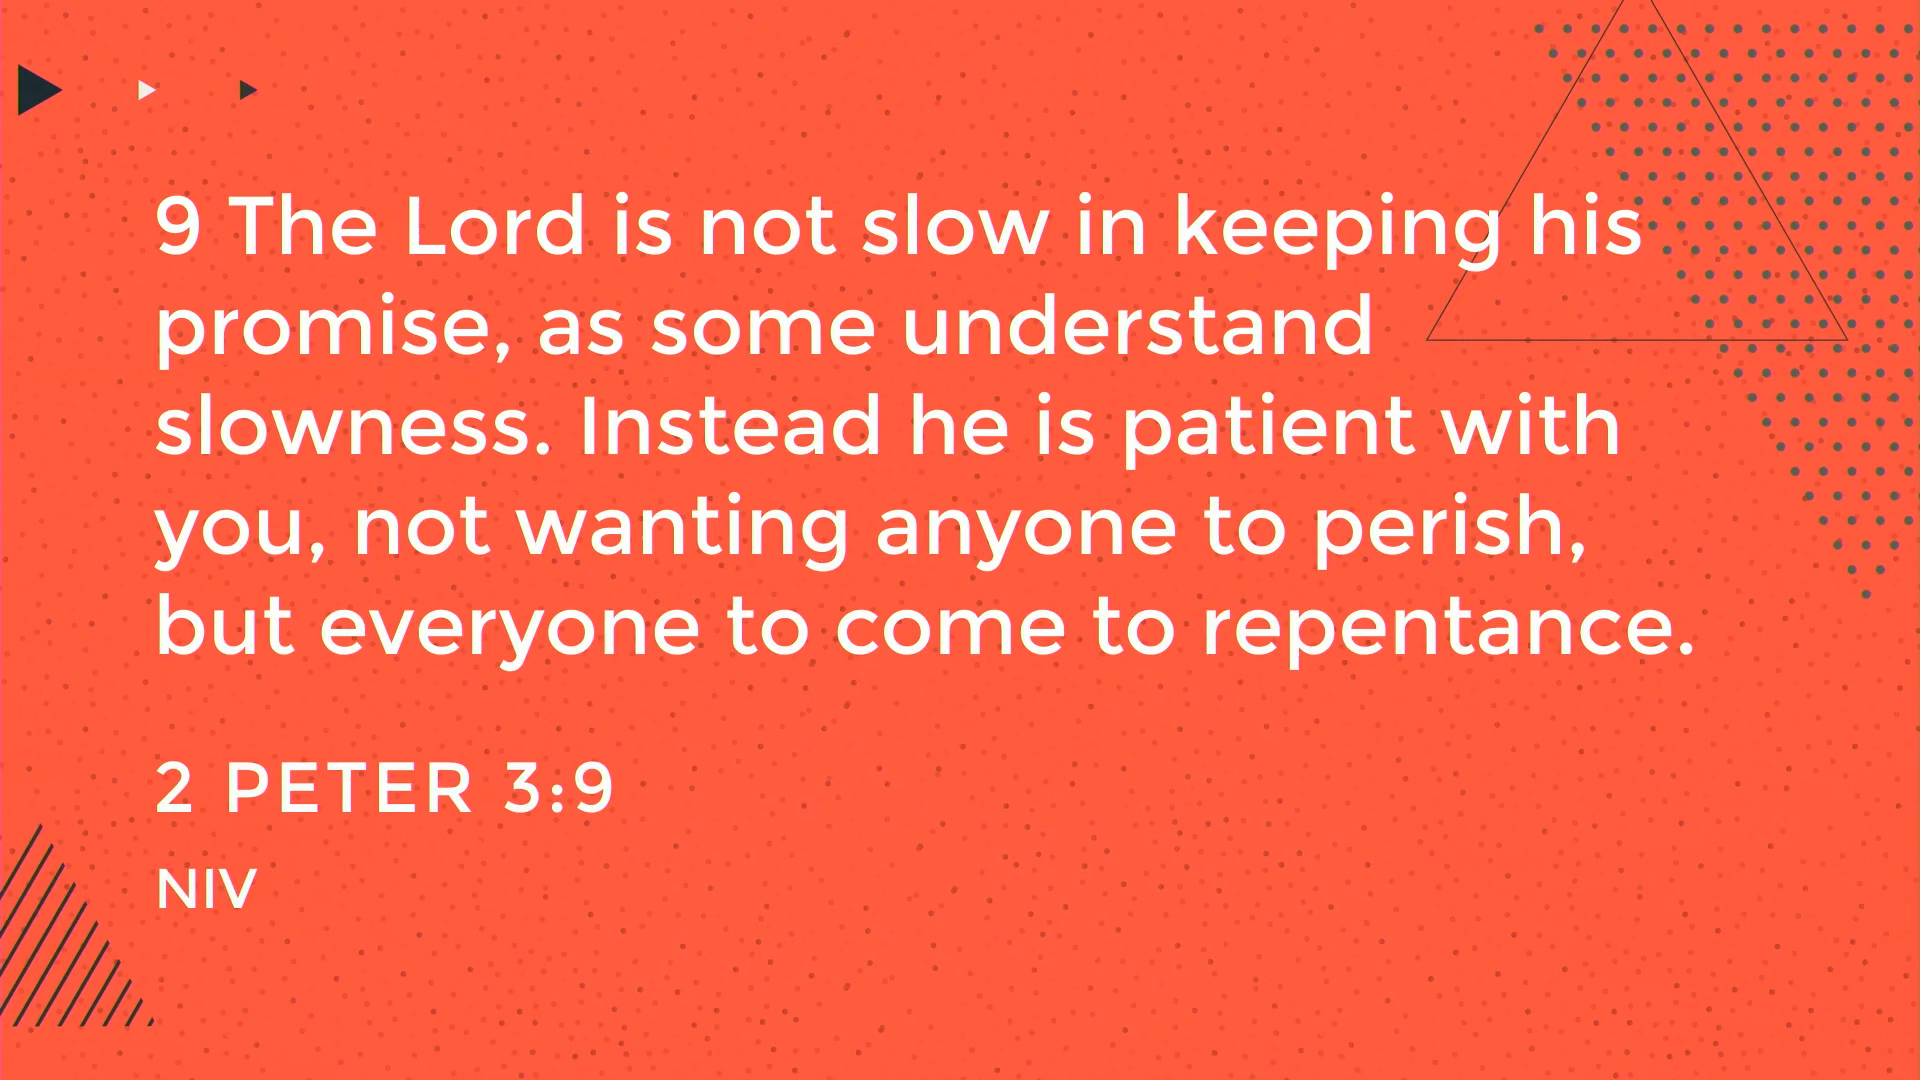 9 The Lord is not slow in keeping his
promise, as some understand
slowness. Instead he is patient with
you, not wanting anyone to perish,
but everyone to come to repentance.
2 PETER 3:9
NIV